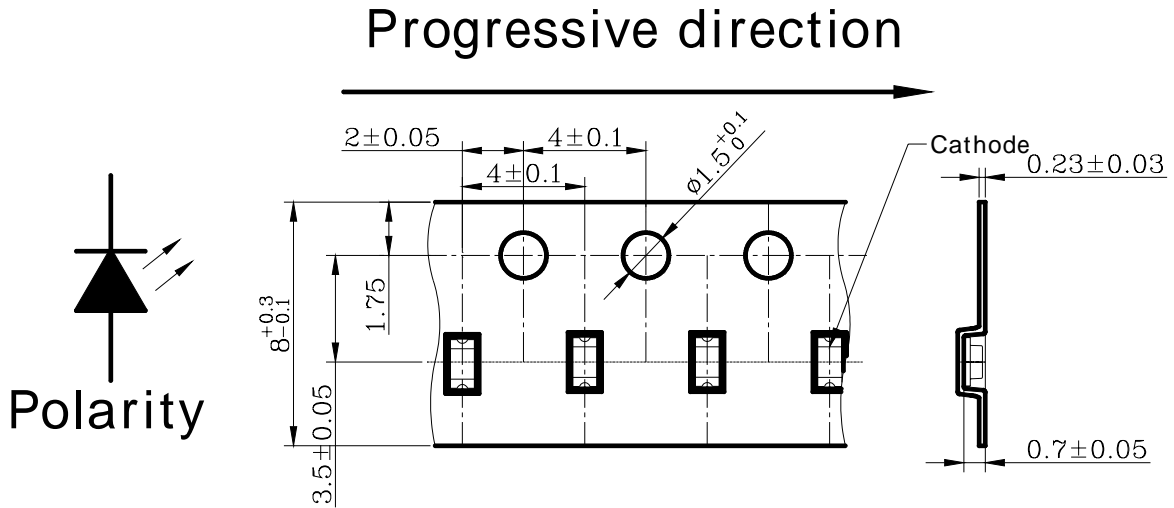 Progressive direction
2±0.05
4±0.1
4±0.1
ø1.5 +0.1 0
Cathode
0.23±0.03
1.75
8 +0.3 -0.1
3.5±0.05
Polarity
0.7±0.05